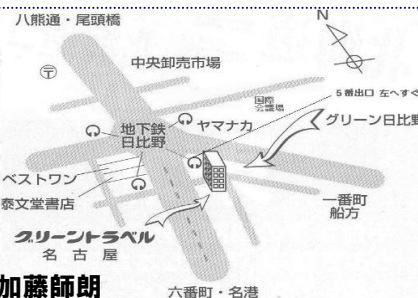 八熊通・尾頭橋
N
中央卸売市場
〒
国際
会議場
5番出口 左へすぐ
地下鉄
日比野
ヤマナカ
グリーン日比野
ベストワン
泰文堂書店
一番町
船方
グリーントラベル
名古屋
加藤師朗
六番町・名港